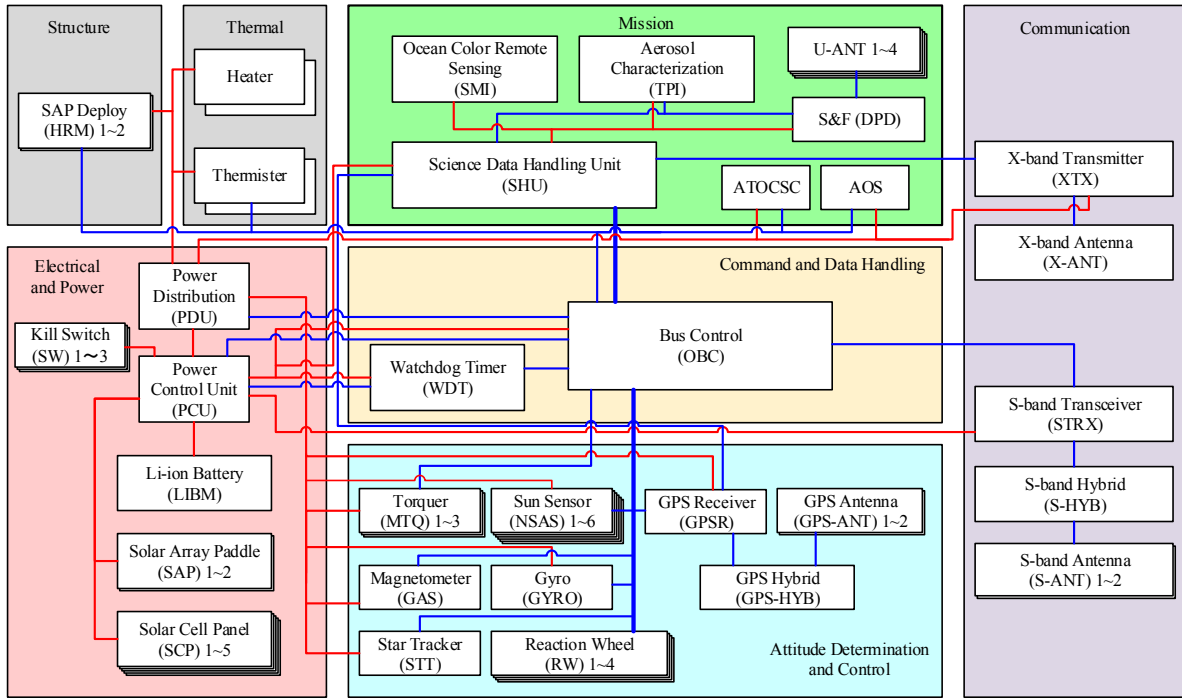 Structure
SAP Deploy
(HRM) 1~2
Thermal
Heater
Thermister
Mission
Ocean Color Remote
Sensing
(SMI)
Aerosol
Characterization
(TPI)
U-ANT 1~4
S&F (DPD)
Science Data Handling Unit
(SHU)
ATOCSC
AOS
Communication
X-band Transmitter
(XTX)
X-band Antenna
(X-ANT)
S-band Transceiver
(STRX)
S-band Hybrid
(S-HYB)
S-band Antenna
(S-ANT) 1~2
Electrical
and Power
Power
Distribution
(PDU)
Kill Switch
(SW) 1～3
Power
Control Unit
(PCU)
Li-ion Battery
(LIBM)
Solar Array Paddle
(SAP) 1~2
Solar Cell Panel
(SCP) 1~5
Command and Data Handling
Bus Control
(OBC)
Watchdog Timer
(WDT)
Torquer
(MTQ) 1~3
Sun Sensor
(NSAS) 1~6
GPS Receiver
(GPSR)
GPS Antenna
(GPS-ANT) 1~2
Magnetometer
(GAS)
Gyro
(GYRO)
GPS Hybrid
(GPS-HYB)
Star Tracker
(STT)
Reaction Wheel
(RW) 1~4
Attitude Determination
and Control